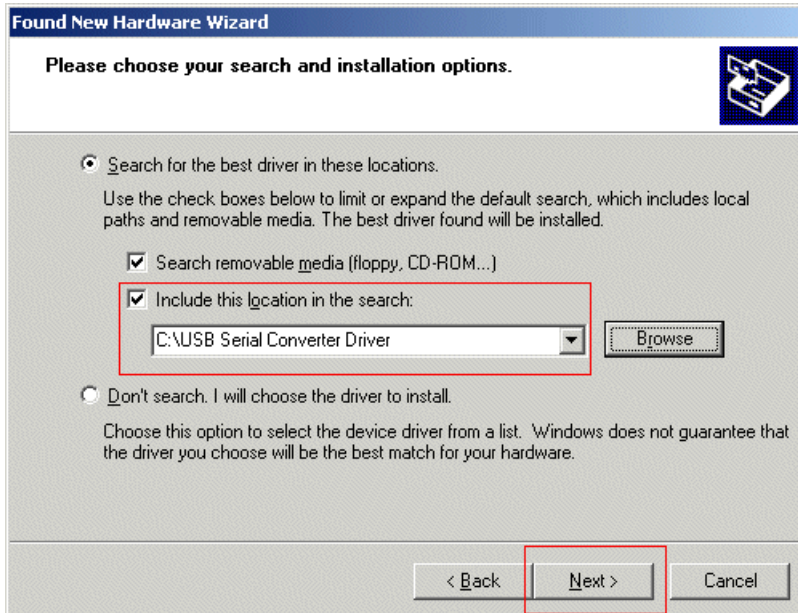 Found New Hardware Wizard
Please choose your search and installation options.
Search for the best driver in these locations.
Use the check boxes below to limit or expand the default search, which includes local
paths and removable media. The best driver found will be installed.
Search removable media (floppy, CD-ROM...)
Include this location in the search:
C:\USB Serial Converter Driver
Browse
Don't search. I will choose the driver to install.
Choose this option to select the device driver from a list. Windows does not guarantee that
the driver you choose will be the best match for your hardware.
< Back
Next >
Cancel